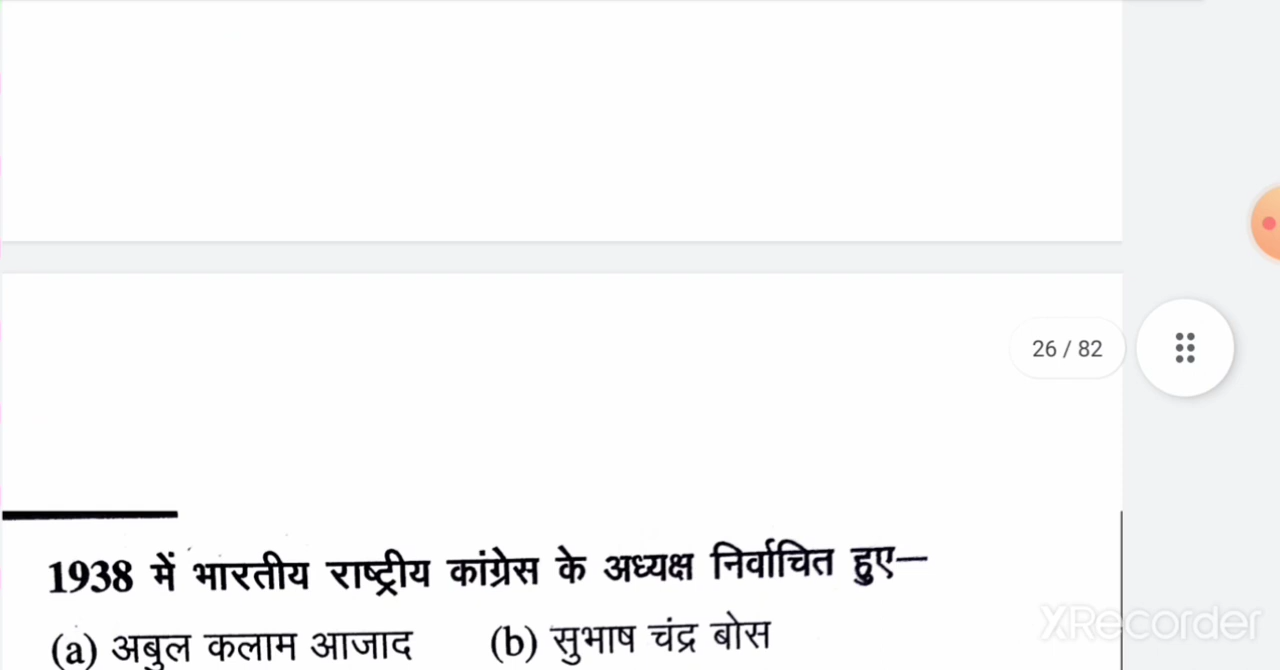 26 / 82
1938 में भारतीय राष्ट्रीय कांग्रेस के अध्यक्ष निर्वाचित हुए—
(a) अबुल कलाम आजाद (b) सुभाष चंद्र बोस
XRecorder